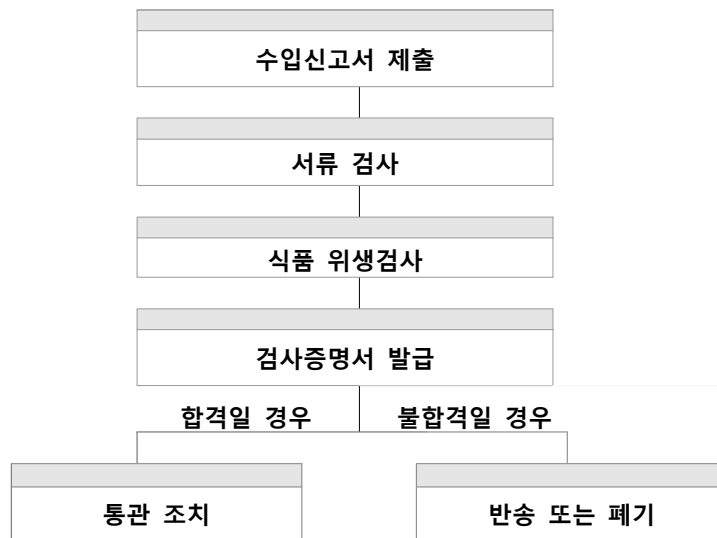 수입신고서 제출
서류 검사
식품 위생검사
검사증명서 발급
합격일 경우 불합격일 경우
통관 조치 반송 또는 폐기